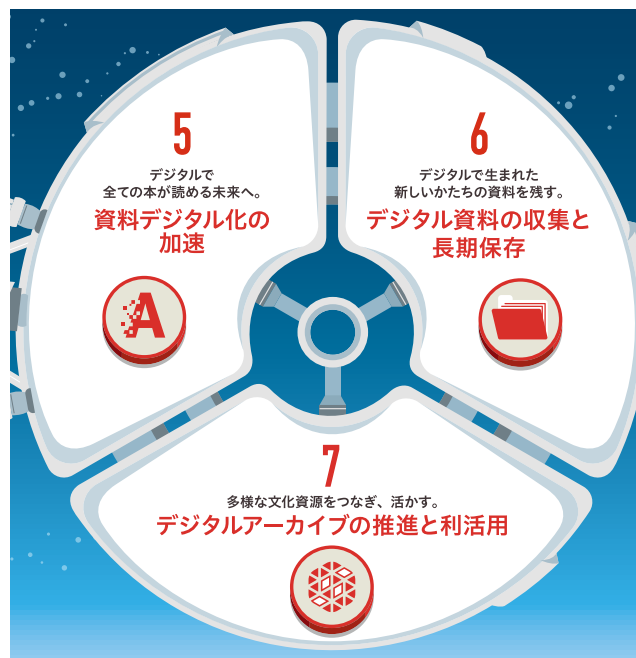 5
デジタルで
全ての本が読める未来へ。
資料デジタル化の
加速
6
デジタルで生まれた
新しいかたちの資料を残す。
デジタル資料の収集と
長期保存
7
多様な文化資源をつなぎ、活かす。
デジタルアーカイブの推進と利活用
A